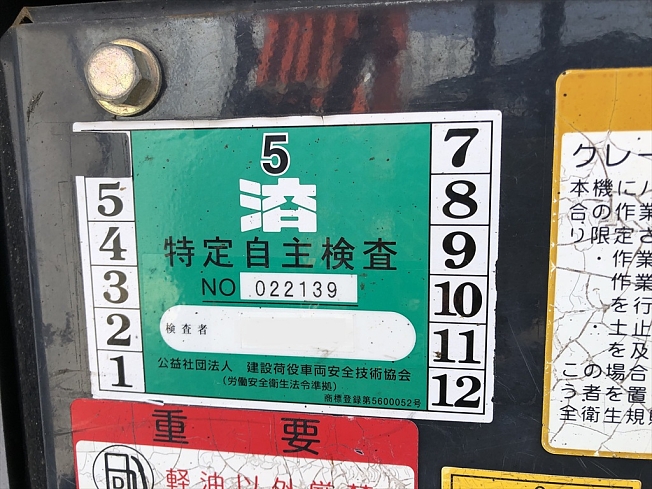 5
済
特定自主検査
NO 022139
検査者
公益社団法人 建設荷役車両安全技術協会
(労働安全衛生法令準拠)
商標登録第5600052号
5
4
3
2
1
7
8
9
10
11
12
重要
軽油以外厳禁
クレー
本機にハ
合の作業
り限定さ
・作業
作業
を行
・土止
を及
この場合
う者を置
全衛生規則